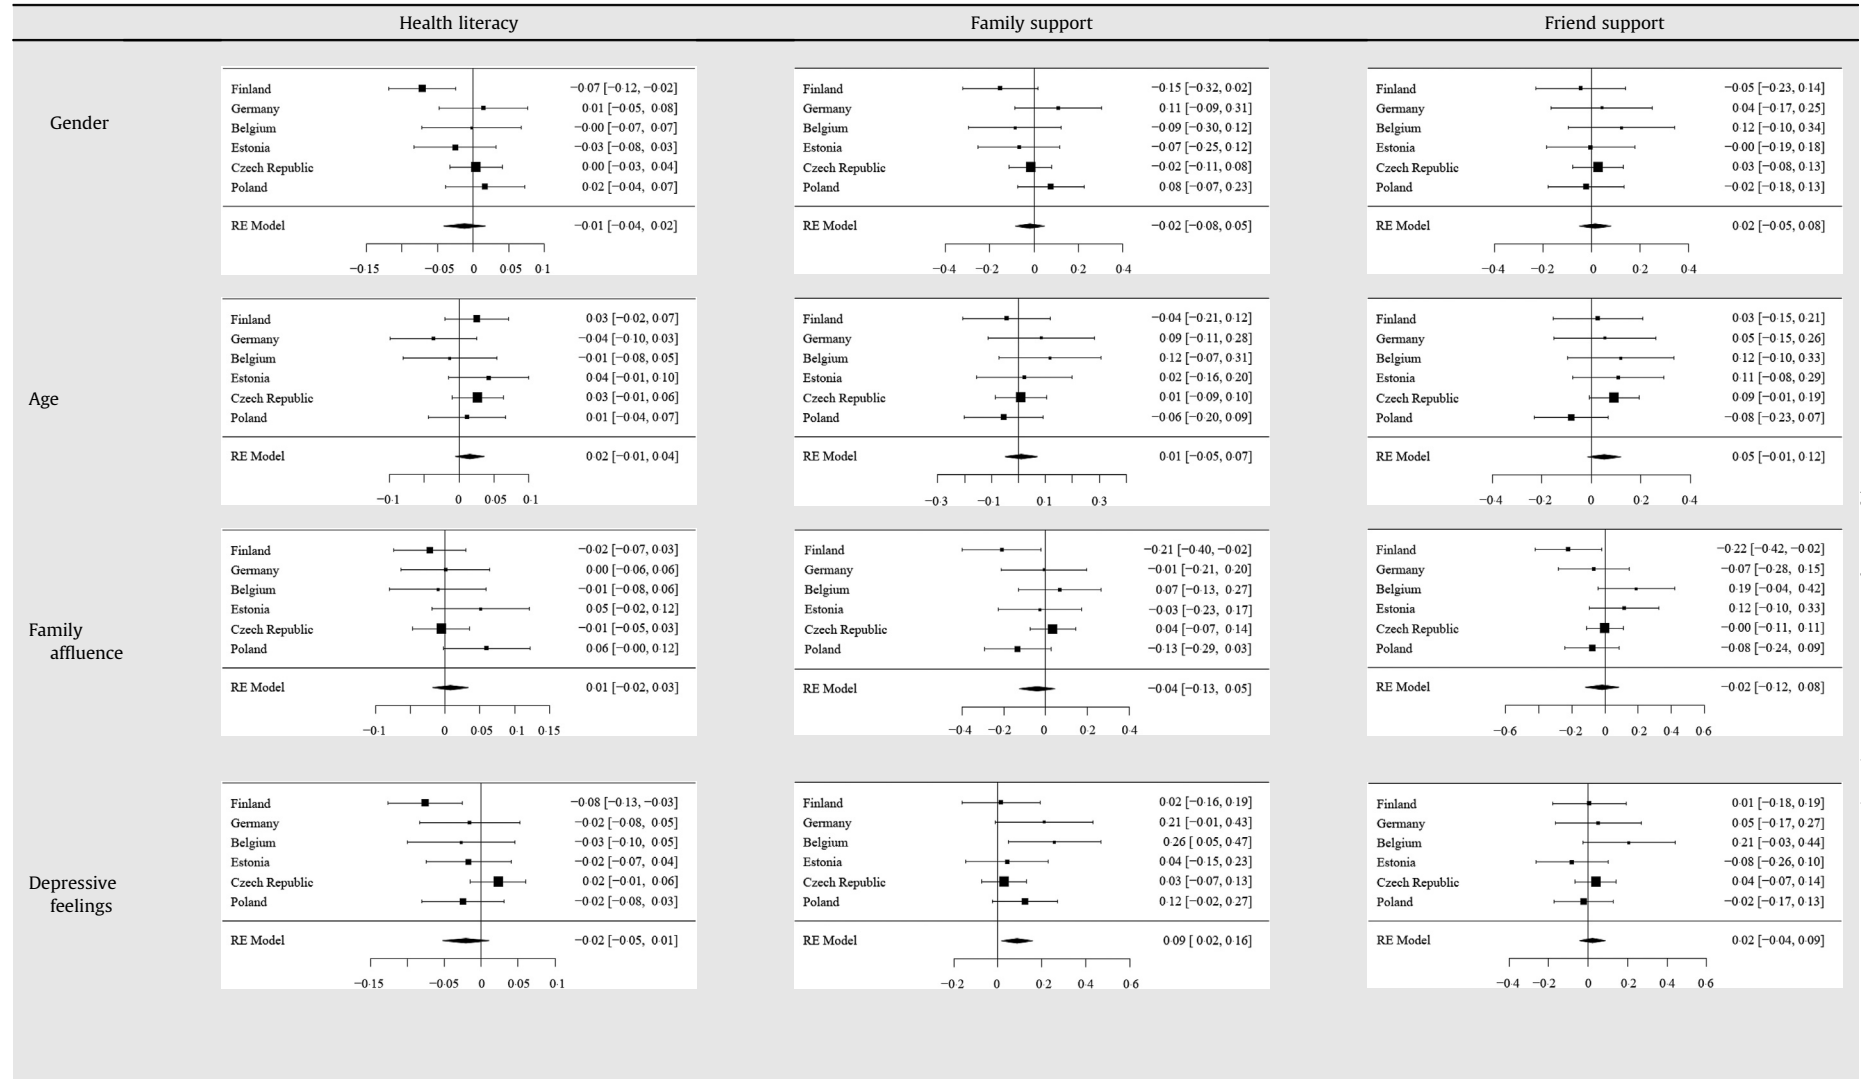 Health literacy Family support Friend support
Gender
Finland −0·07 [−0·12, −0·02]
Germany 0·01 [−0·05, 0·08]
Belgium −0·00 [−0·07, 0·07]
Estonia −0·03 [−0·08, 0·03]
Czech Republic 0·00 [−0·03, 0·04]
Poland 0·02 [−0·04, 0·07]
RE Model −0·01 [−0·04, 0·02]
−0·15 −0·05 0 0·05 0·1
Finland −0·15 [−0·32, 0·02]
Germany 0·11 [−0·09, 0·31]
Belgium −0·09 [−0·30, 0·12]
Estonia −0·07 [−0·25, 0·12]
Czech Republic −0·02 [−0·11, 0·08]
Poland 0·08 [−0·07, 0·23]
RE Model −0·02 [−0·08, 0·05]
−0·4 −0·2 0 0·2 0·4
Finland −0·05 [−0·23, 0·14]
Germany 0·04 [−0·17, 0·25]
Belgium 0·12 [−0·10, 0·34]
Estonia −0·00 [−0·19, 0·18]
Czech Republic 0·03 [−0·08, 0·13]
Poland −0·02 [−0·18, 0·13]
RE Model 0·02 [−0·05, 0·08]
−0·4 −0·2 0 0·2 0·4
Age
Finland 0·03 [−0·02, 0·07]
Germany −0·04 [−0·10, 0·03]
Belgium −0·01 [−0·08, 0·05]
Estonia 0·04 [−0·01, 0·10]
Czech Republic 0·03 [−0·01, 0·06]
Poland 0·01 [−0·04, 0·07]
RE Model 0·02 [−0·01, 0·04]
−0·1 0 0·05 0·1
Finland −0·04 [−0·21, 0·12]
Germany 0·09 [−0·11, 0·28]
Belgium 0·12 [−0·07, 0·31]
Estonia 0·02 [−0·16, 0·20]
Czech Republic 0·01 [−0·09, 0·10]
Poland −0·06 [−0·20, 0·09]
RE Model 0·01 [−0·05, 0·07]
−0·3 −0·1 0·1 0·3
Finland 0·03 [−0·15, 0·21]
Germany 0·05 [−0·15, 0·26]
Belgium 0·12 [−0·10, 0·33]
Estonia 0·11 [−0·08, 0·29]
Czech Republic 0·09 [−0·01, 0·19]
Poland −0·08 [−0·23, 0·07]
RE Model 0·05 [−0·01, 0·12]
−0·4 −0·2 0 0·2 0·4
Family
affluence
Finland −0·02 [−0·07, 0·03]
Germany 0·00 [−0·06, 0·06]
Belgium −0·01 [−0·08, 0·06]
Estonia 0·05 [−0·02, 0·12]
Czech Republic −0·01 [−0·05, 0·03]
Poland 0·06 [−0·00, 0·12]
RE Model 0·01 [−0·02, 0·03]
−0·1 0 0·05 0·1 0·15
Finland −0·21 [−0·40, −0·02]
Germany −0·01 [−0·21, 0·20]
Belgium 0·07 [−0·13, 0·27]
Estonia −0·03 [−0·23, 0·17]
Czech Republic 0·04 [−0·07, 0·14]
Poland −0·13 [−0·29, 0·03]
RE Model −0·04 [−0·13, 0·05]
−0·4 −0·2 0 0·2 0·4
Finland −0·22 [−0·42, −0·02]
Germany −0·07 [−0·28, 0·15]
Belgium 0·19 [−0·04, 0·42]
Estonia 0·12 [−0·10, 0·33]
Czech Republic −0·00 [−0·11, 0·11]
Poland −0·08 [−0·24, 0·09]
RE Model −0·02 [−0·12, 0·08]
−0·6 −0·2 0 0·2 0·4 0·6
Depressive
feelings
Finland −0·08 [−0·13, −0·03]
Germany −0·02 [−0·08, 0·05]
Belgium −0·03 [−0·10, 0·05]
Estonia −0·02 [−0·07, 0·04]
Czech Republic 0·02 [−0·01, 0·06]
Poland −0·02 [−0·08, 0·03]
RE Model −0·02 [−0·05, 0·01]
−0·15 −0·05 0 0·05 0·1
Finland 0·02 [−0·16, 0·19]
Germany 0·21 [−0·01, 0·43]
Belgium 0·26 [ 0·05, 0·47]
Estonia 0·04 [−0·15, 0·23]
Czech Republic 0·03 [−0·07, 0·13]
Poland 0·12 [−0·02, 0·27]
RE Model 0·09 [ 0·02, 0·16]
−0·2 0 0·2 0·4 0·6
Finland 0·01 [−0·18, 0·19]
Germany 0·05 [−0·17, 0·27]
Belgium 0·21 [−0·03, 0·44]
Estonia −0·08 [−0·26, 0·10]
Czech Republic 0·04 [−0·07, 0·14]
Poland −0·02 [−0·17, 0·13]
RE Model 0·02 [−0·04, 0·09]
−0·4 −0·2 0 0·2 0·4 0·6